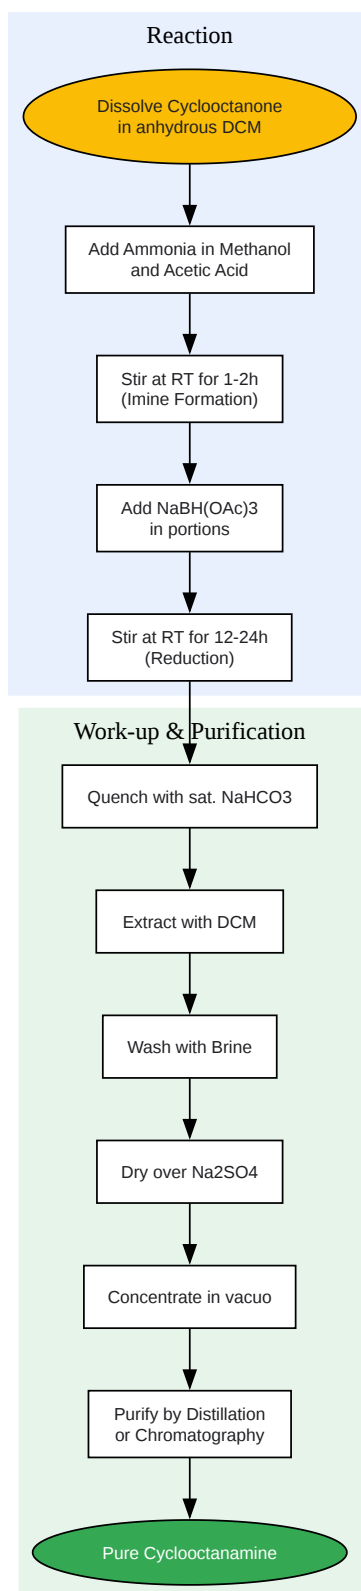 Reaction
Dissolve Cyclooctanone
in anhydrous DCM
Add Ammonia in Methanol
and Acetic Acid
Stir at RT for 1-2h
(Imine Formation)
Add NaBH(OAc)3
in portions
Stir at RT for 12-24h
(Reduction)
Work-up & Purification
Quench with sat. NaHCO3
Extract with DCM
Wash with Brine
Dry over Na2SO4
Concentrate in vacuo
Purify by Distillation
or Chromatography
Pure Cyclooctanamine